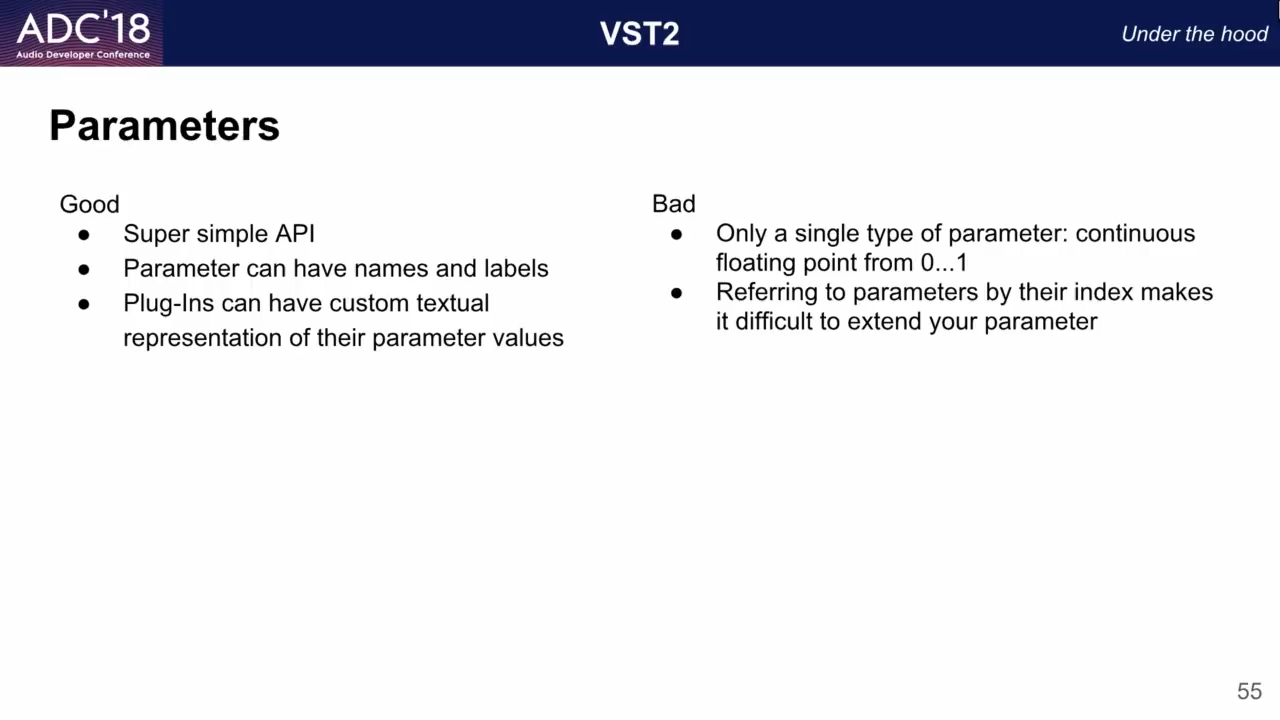 ADC'18
Audio Developer Conference
VST2
Under the hood
Parameters
Good
● Super simple API
● Parameter can have names and labels
● Plug-Ins can have custom textual
representation of their parameter values
Bad
● Only a single type of parameter: continuous
floating point from 0...1
● Referring to parameters by their index makes
it difficult to extend your parameter
55